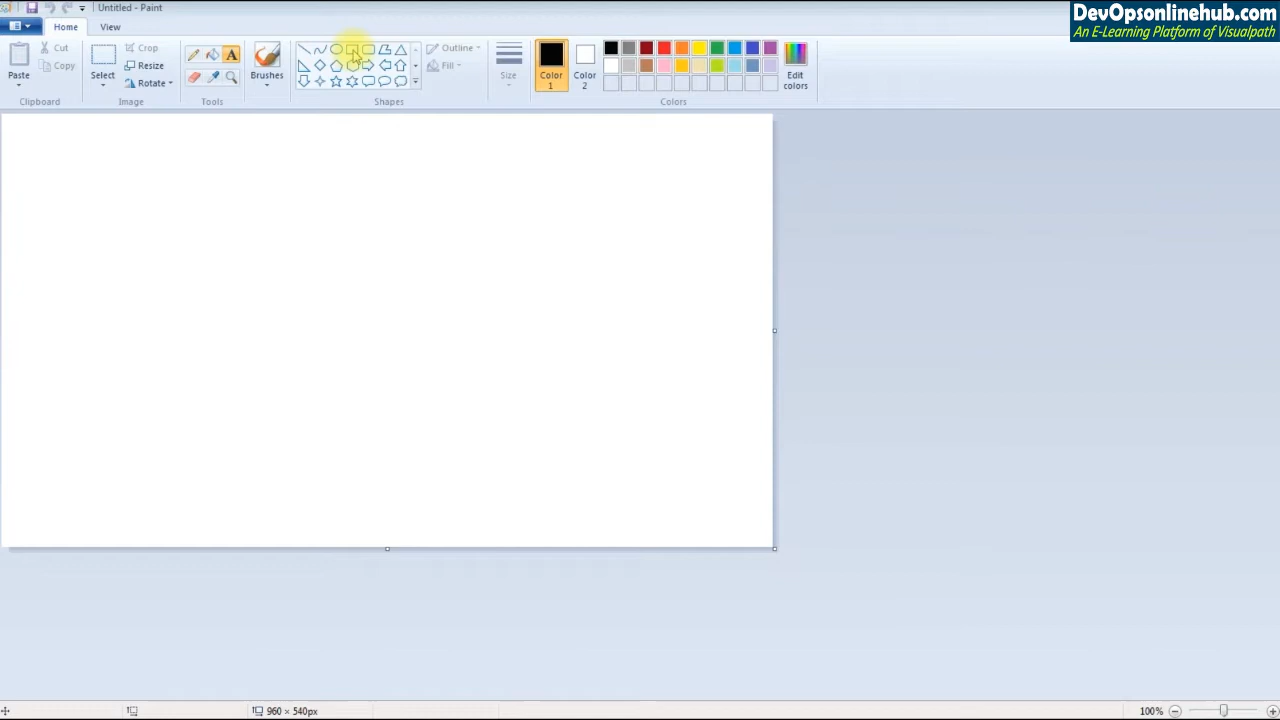 Untitled - Paint
DevOpsonlinehub.com
An E-Learning Platform of Visualpath
Home
View
Paste
Cut
Copy
Clipboard
Select
Crop
Resize
Rotate
Image
A
Tools
Brushes
Outline
Fill
Shapes
Size
Color
1
Color
2
Edit
colors
Colors
960 × 540px
100%